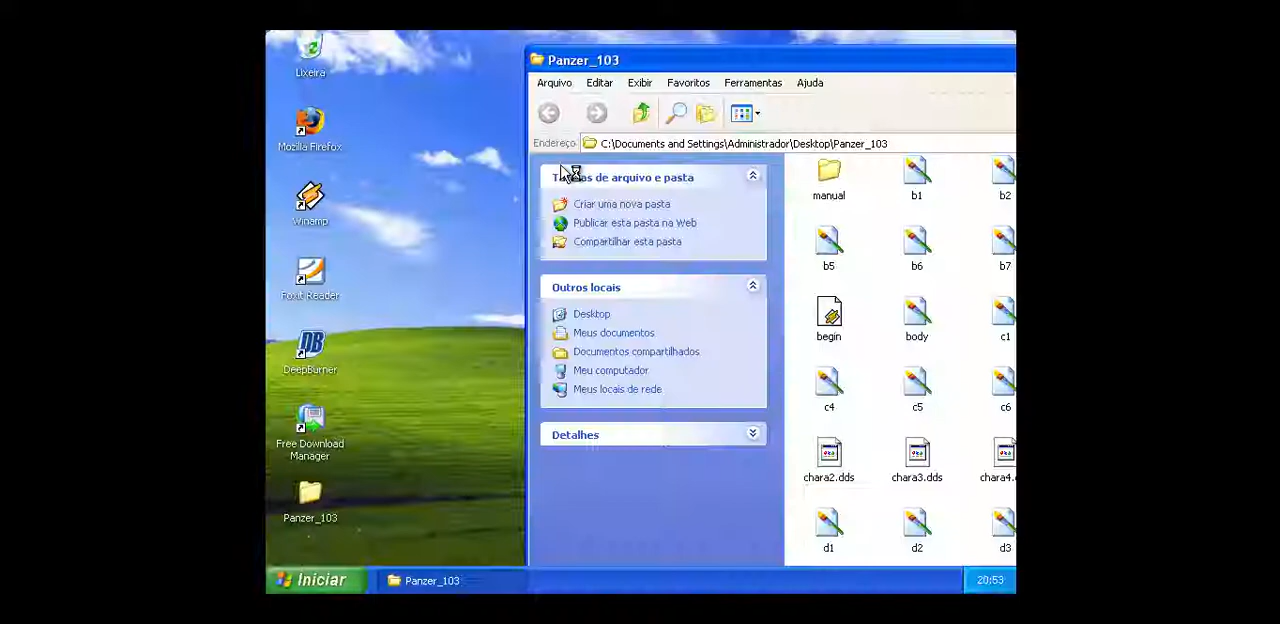 Lixeira
Mozilla Firefox
Winamp
Foxit Reader
DB
DeepBurner
Free Download
Manager
Panzer_103
Panzer_103
Arquivo Editar Exibir Favoritos Ferramentas Ajuda
Endereço C:\Documents and Settings\Administrador\Desktop\Panzer_103
de arquivo e pasta
Criar uma nova pasta
Publicar esta pasta na Web
Compartilhar esta pasta
Outros locais
Desktop
Meus documentos
Documentos compartilhados
Meu computador
Meus locais de rede
Detalhes
manual b1 b2
b5 b6 b7
begin body c1
c4 c5 c6
chara2.dds chara3.dds chara4.
d1 d2 d3
Iniciar Panzer_103 20:53